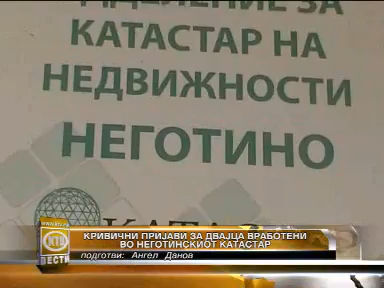 ОДДЕЛЕНИЕ ЗА
КАТАСТАР НА
НЕДВИЖНОСТИ
НЕГОТИНО
КРИВИЧНИ ПРИЈАВИ ЗА ДВАЈЦА ВРАБОТЕНИ
ВО НЕГОТИНСКИОТ КАТАСТАР
ВЕСТИ
подготви: Ангел Данов